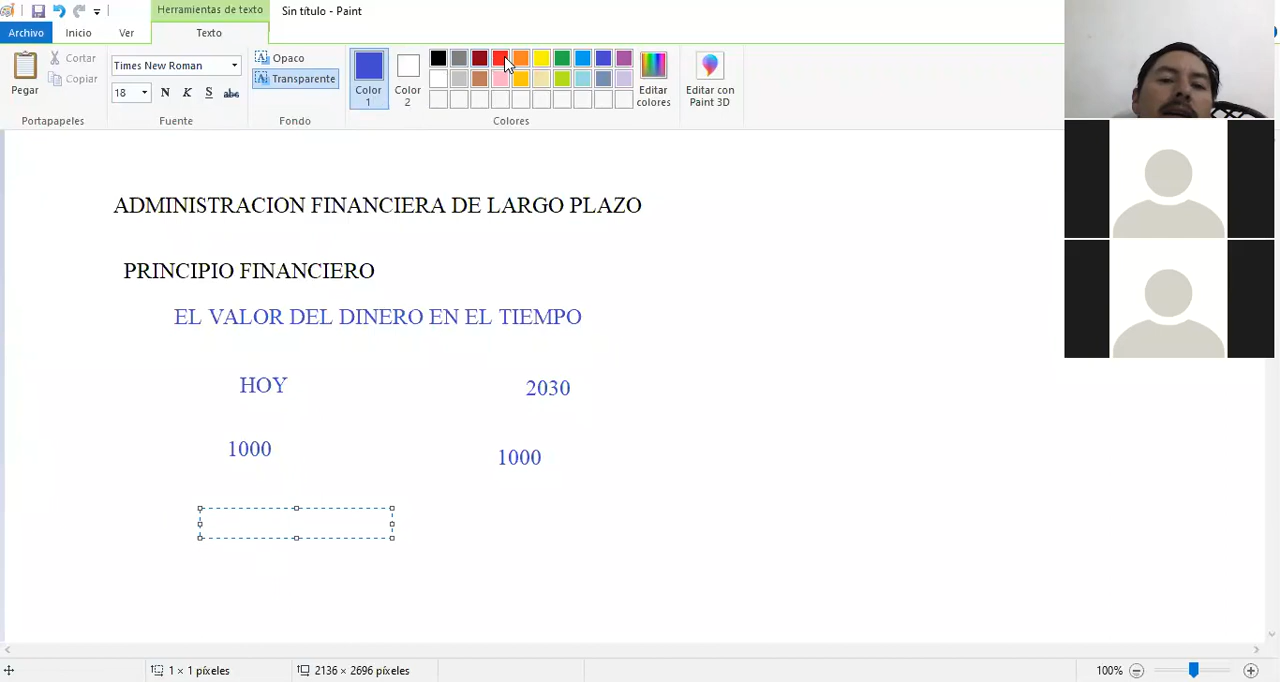 Herramientas de texto
Sin título - Paint
Archivo
Inicio
Ver
Texto
Pegar
Cortar
Copiar
Portapapeles
Times New Roman
18
N K S abc
Fuente
Opaco
Transparente
Fondo
Color 1
Color 2
Colores
Editar colores
Editar con Paint 3D
ADMINISTRACION FINANCIERA DE LARGO PLAZO
PRINCIPIO FINANCIERO
EL VALOR DEL DINERO EN EL TIEMPO
HOY 2030
1000 1000
1 × 1 píxeles
2136 × 2696 píxeles
100%